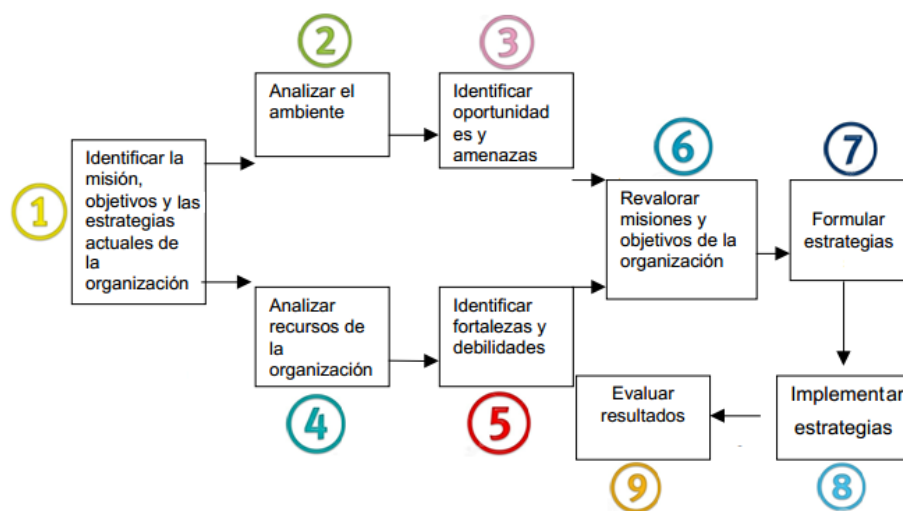 1
Identificar la
misión,
objetivos y las
estrategias
actuales de
la
organización
2
Analizar el
ambiente
3
Identificar
oportunidad
es y
amenazas
4
Analizar
recursos de
la
organización
5
Identificar
fortalezas y
debilidades
6
Revalorar
misiones y
objetivos de la
organización
7
Formular
estrategias
8
Implementar
estrategias
9
Evaluar
resultados